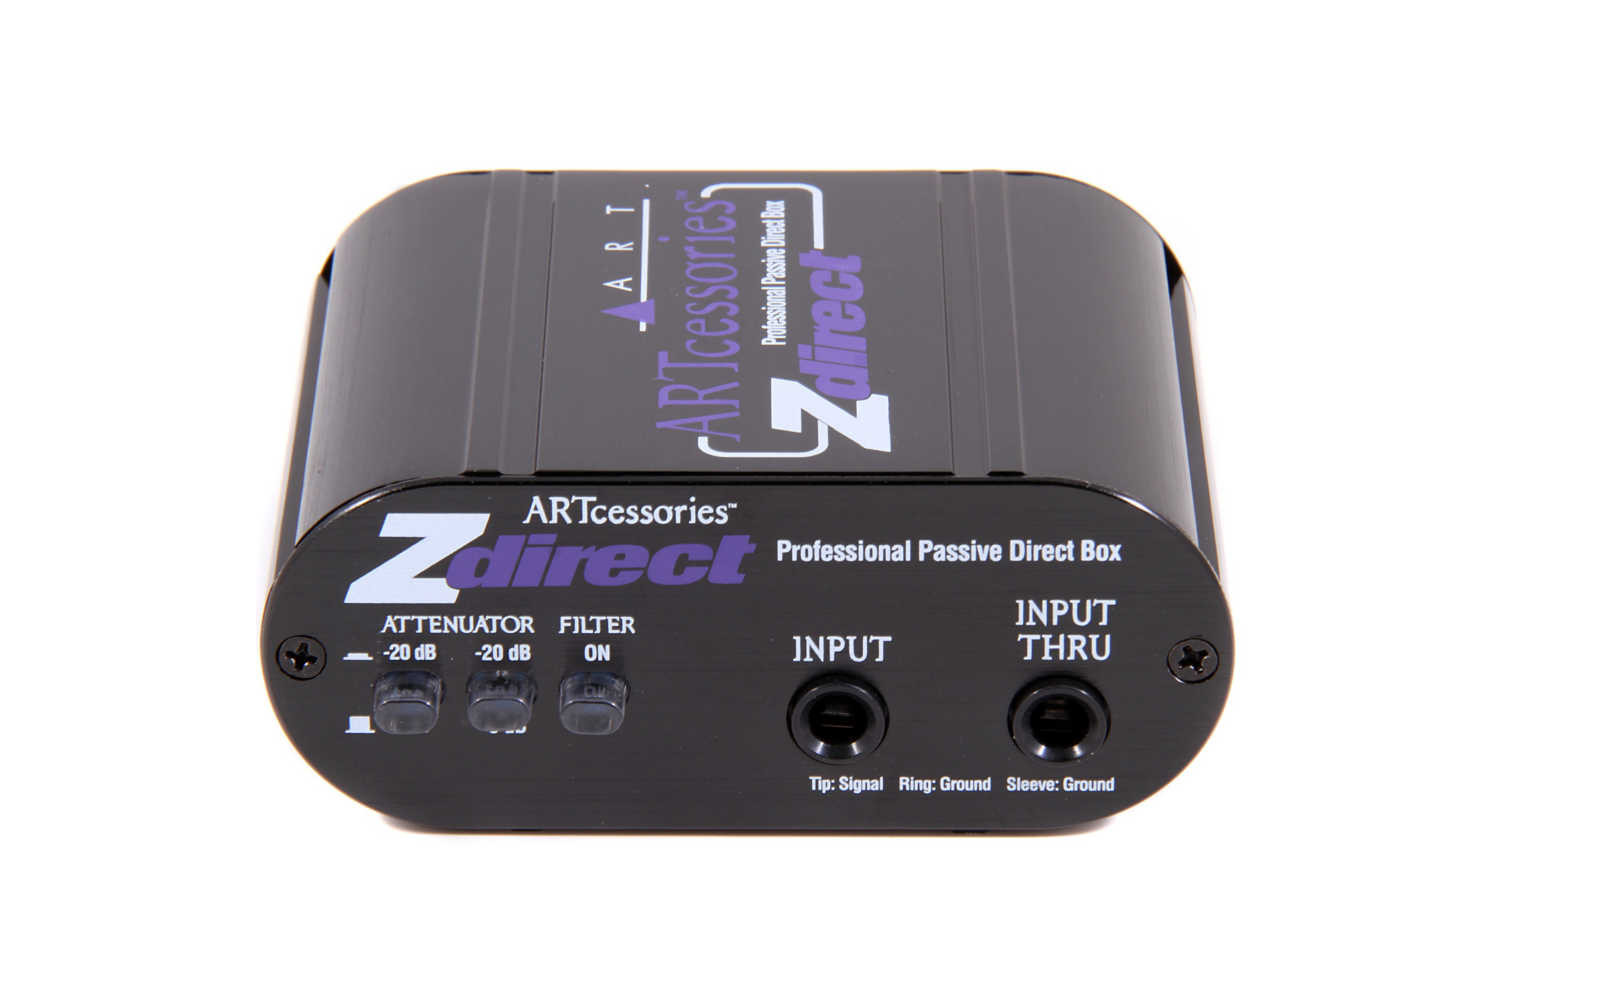 ART
ARTcessories™
Professional Passive Direct Box
Zdirect
ARTcessories™
Zdirect
Professional Passive Direct Box
ATTENUATOR FILTER
-20 dB -20 dB ON
INPUT
INPUT
THRU
Tip: Signal Ring: Ground Sleeve: Ground